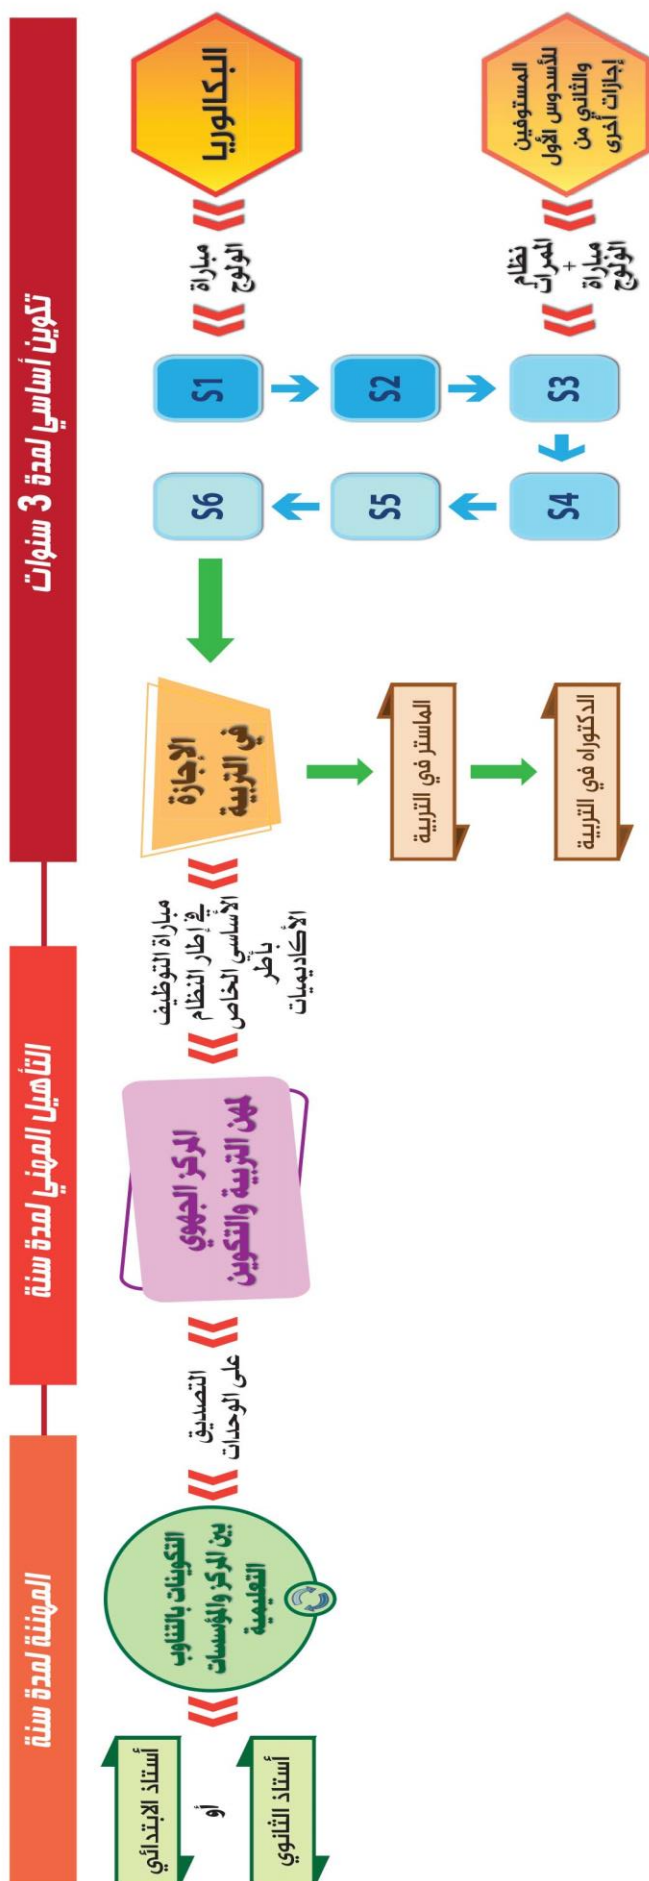 تكوين أساسي لمدة 3 سنوات
التأهيل المهني لمدة سنة
المهننة لمدة سنة
البكالوريا
مباراة
الولوج
المستوفين
للأسدوس الأول
والثاني من
إجازات أخرى
نظام
الممرات
+
مباراة
الولوج
S1
S2
S3
S4
S5
S6
الإجازة
في التربية
الماستر في التربية
الدكتوراه في التربية
مباراة التوظيف
في إطار النظام
الأساسي الخاص
بأطر
الأكاديميات
المركز الجهوي
لمهن التربية والتكوين
التصديق
على الوحدات
التكوينات بالتناوب
بين المركز والمؤسسات
التعليمية
أستاذ الابتدائي
أو
أستاذ الثانوي